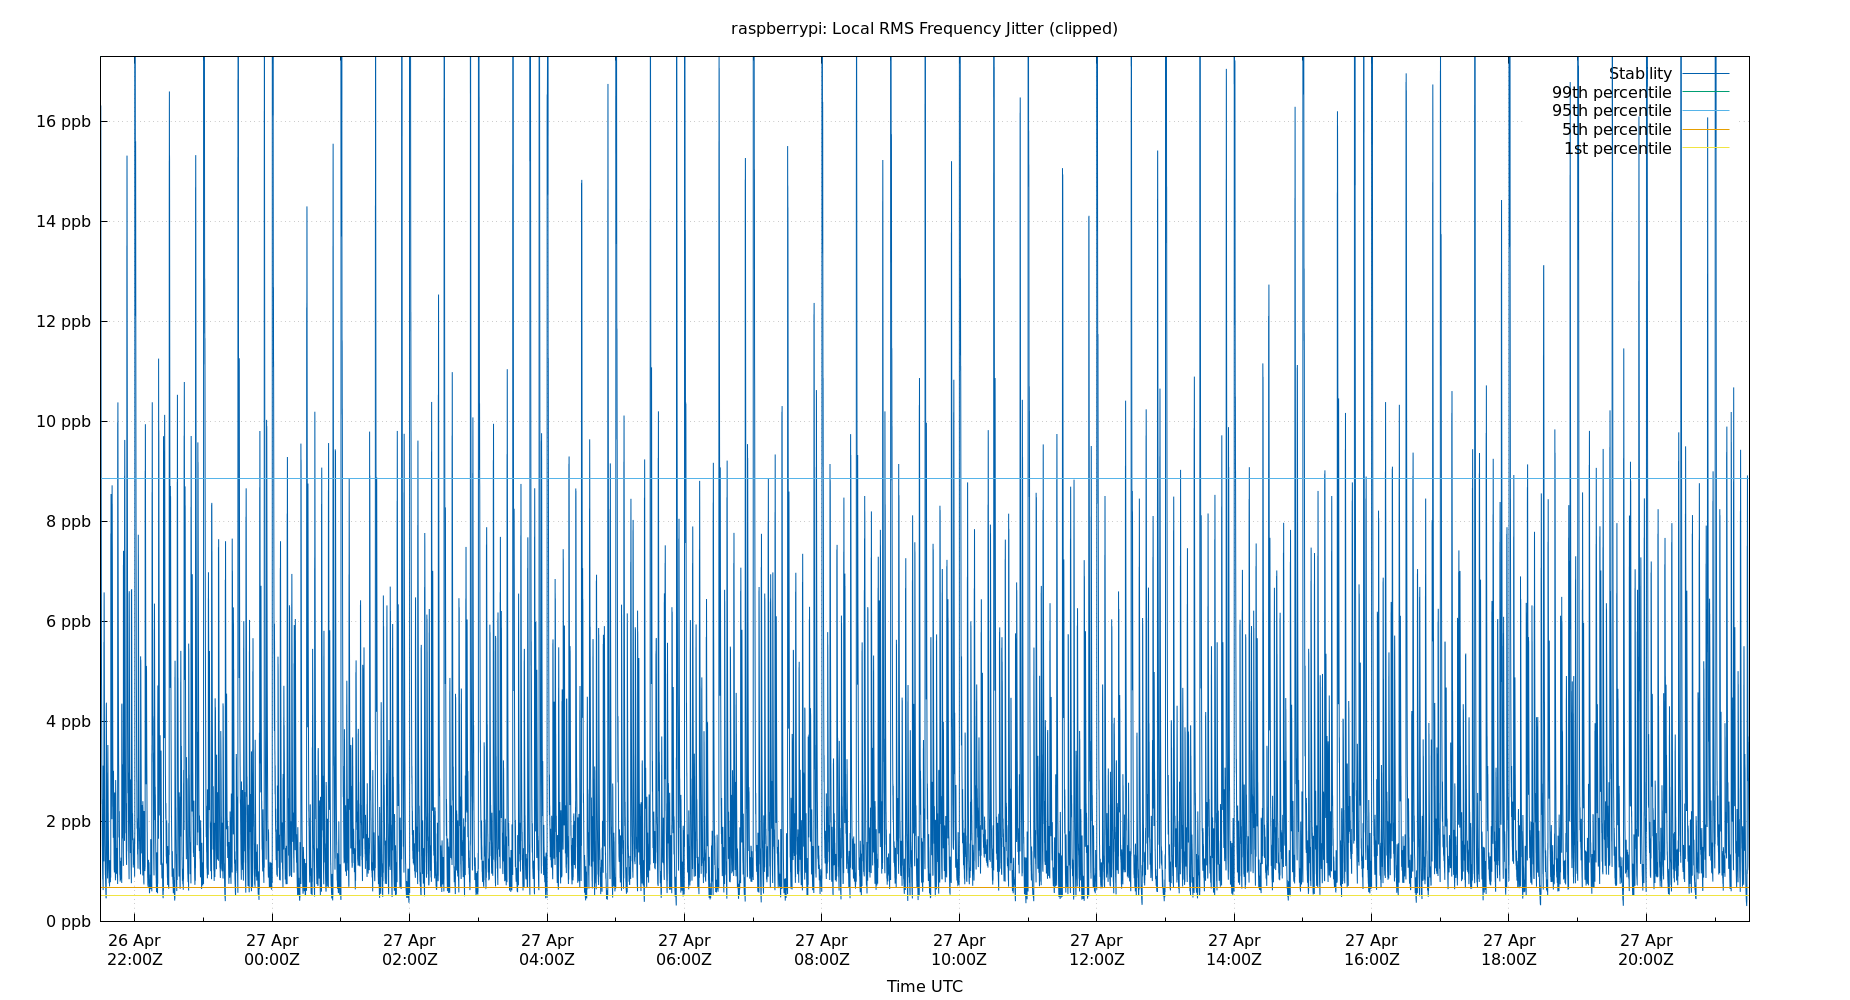 raspberrypi: Local RMS Frequency Jitter (clipped)
Stability
99th percentile
95th percentile
5th percentile
1st percentile
16 ppb
14 ppb
12 ppb
10 ppb
8 ppb
6 ppb
4 ppb
2 ppb
0 ppb
26 Apr 27 Apr 27 Apr 27 Apr 27 Apr 27 Apr 27 Apr 27 Apr 27 Apr 27 Apr 27 Apr 27 Apr
22:00Z 00:00Z 02:00Z 04:00Z 06:00Z 08:00Z 10:00Z 12:00Z 14:00Z 16:00Z 18:00Z 20:00Z
Time UTC